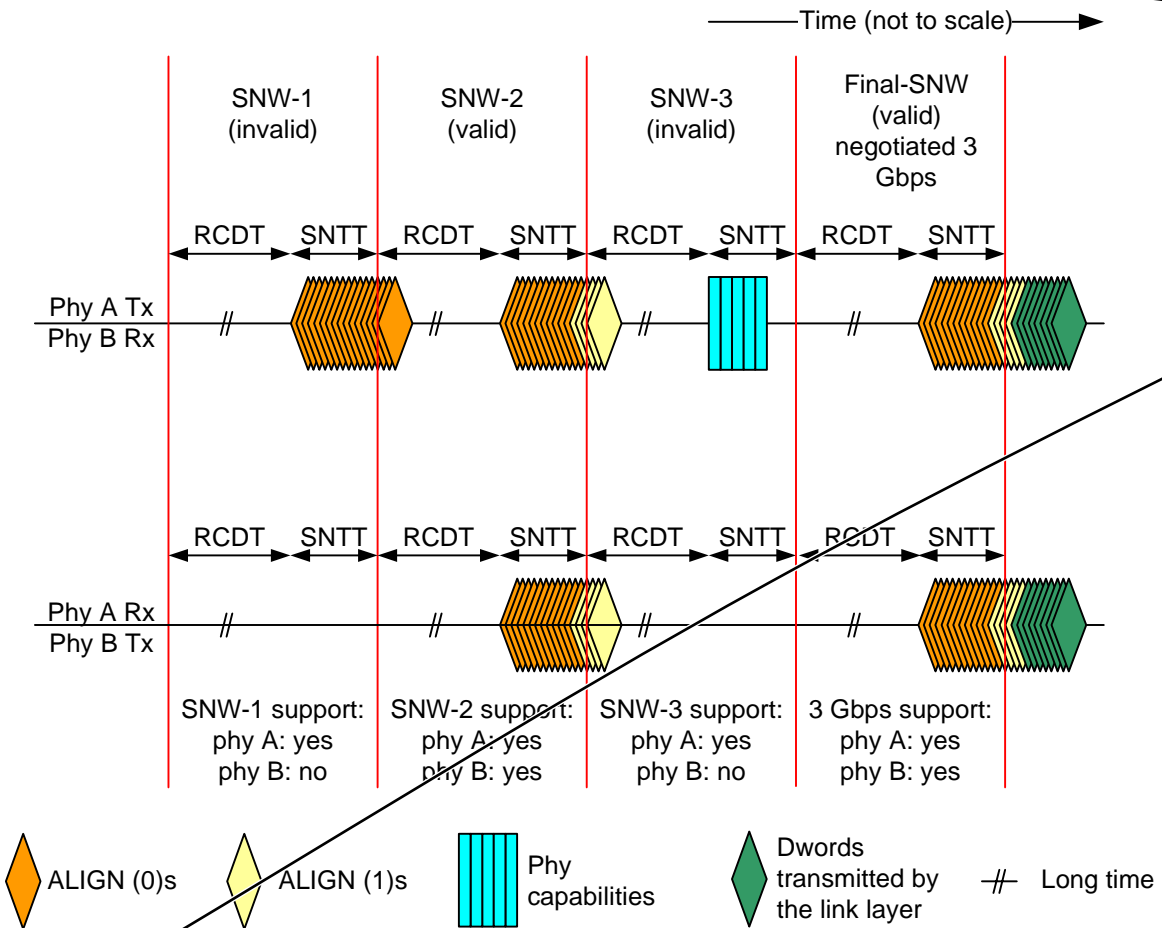 Time (not to scale)
SNW-1
(invalid)
SNW-2
(valid)
SNW-3
(invalid)
Final-SNW
(valid)
negotiated 3
Gbps
RCDT SNTT RCDT SNTT RCDT SNTT RCDT SNTT
Phy A Tx
Phy B Rx
RCDT SNTT RCDT SNTT RCDT SNTT RCDT SNTT
Phy A Rx
Phy B Tx
SNW-1 support:
phy A: yes
phy B: no
SNW-2 support:
phy A: yes
phy B: yes
SNW-3 support:
phy A: yes
phy B: no
3 Gbps support:
phy A: yes
phy B: yes
ALIGN (0)s
ALIGN (1)s
Phy
capabilities
Dwords
transmitted by
the link layer
Long time